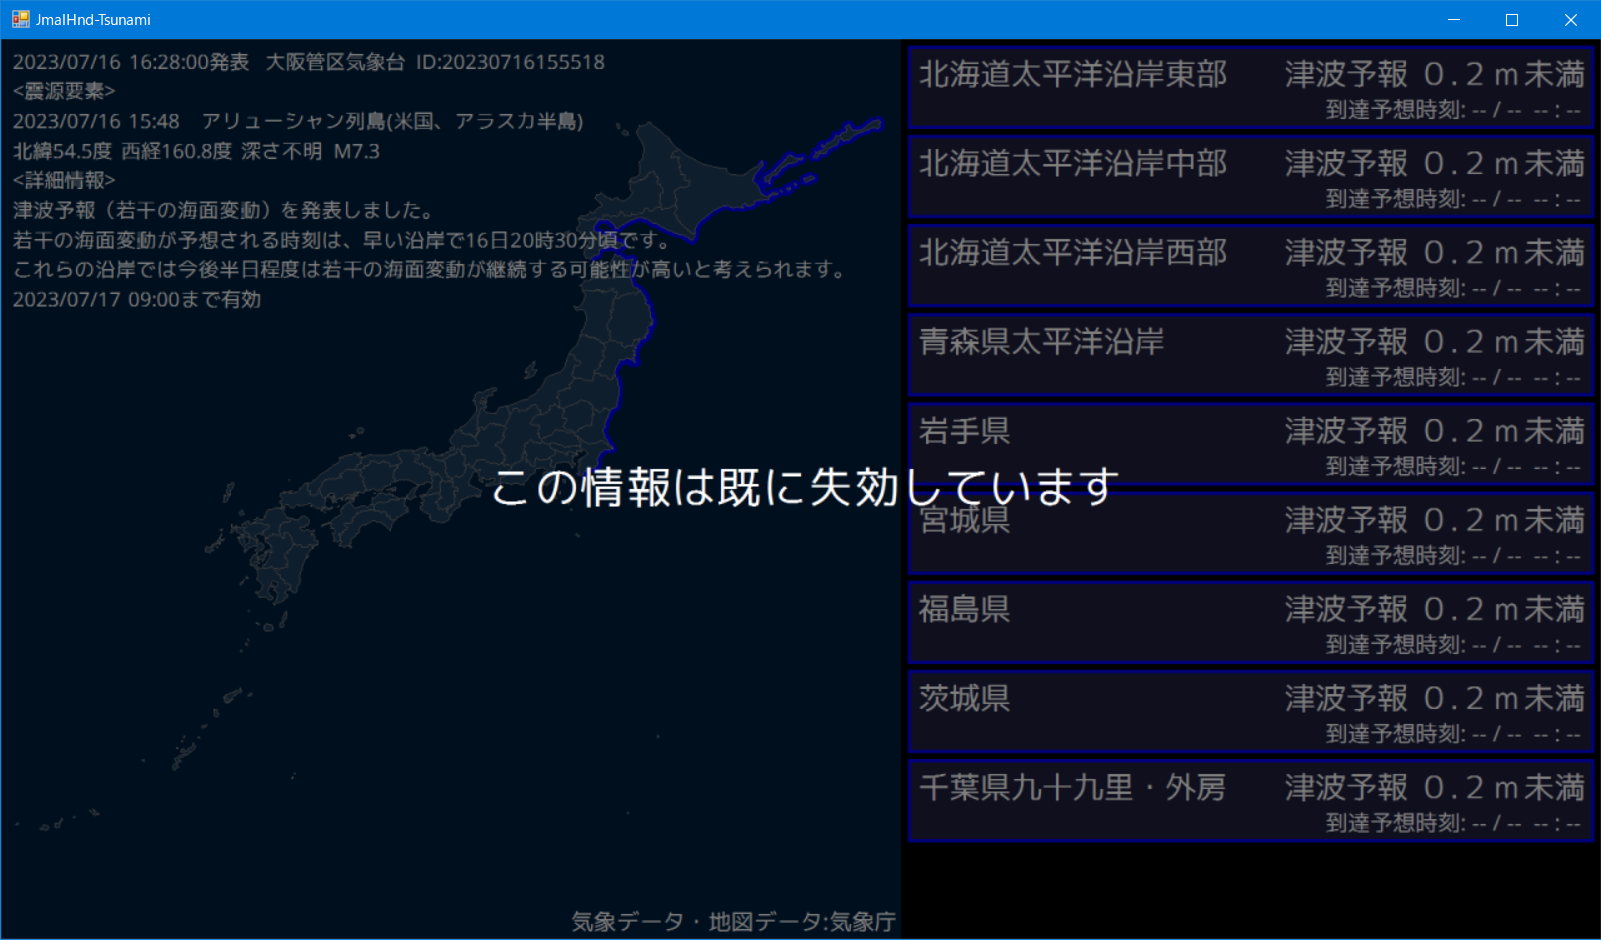 JmalHnd-Tsunami
2023/07/16 16:28:00発表 大阪管区気象台 ID:20230716155518
<震源要素>
2023/07/16 15:48 アリューシャン列島(米国、アラスカ半島)
北緯54.5度 西経160.8度 深さ不明 M7.3
<詳細情報>
津波予報（若干の海面変動）を発表しました。
若干の海面変動が予想される時刻は、早い沿岸で16日20時30分頃です。
これらの沿岸では今後半日程度は若干の海面変動が継続する可能性が高いと考えられます。
2023/07/17 09:00まで有効
この情報は既に失効しています
気象データ・地図データ:気象庁
北海道太平洋沿岸東部 津波予報 ０.２ｍ未満
到達予想時刻: -- / -- -- : --
北海道太平洋沿岸中部 津波予報 ０.２ｍ未満
到達予想時刻: -- / -- -- : --
北海道太平洋沿岸西部 津波予報 ０.２ｍ未満
到達予想時刻: -- / -- -- : --
青森県太平洋沿岸 津波予報 ０.２ｍ未満
到達予想時刻: -- / -- -- : --
岩手県 津波予報 ０.２ｍ未満
到達予想時刻: -- / -- -- : --
宮城県 津波予報 ０.２ｍ未満
到達予想時刻: -- / -- -- : --
福島県 津波予報 ０.２ｍ未満
到達予想時刻: -- / -- -- : --
茨城県 津波予報 ０.２ｍ未満
到達予想時刻: -- / -- -- : --
千葉県九十九里・外房 津波予報 ０.２ｍ未満
到達予想時刻: -- / -- -- : --